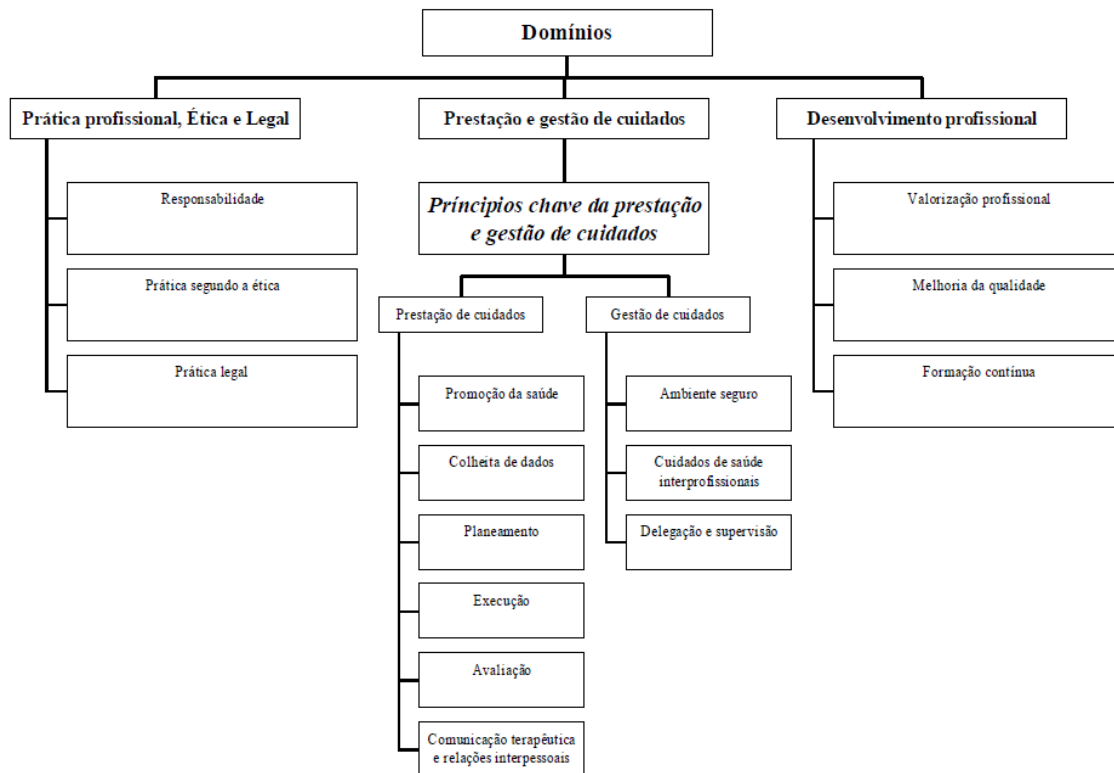 Domínios
Prática profissional, Ética e Legal
Prestação e gestão de cuidados
Desenvolvimento profissional
Responsabilidade
Prática segundo a ética
Prática legal
Príncipios chave da prestação
e gestão de cuidados
Prestação de cuidados
Gestão de cuidados
Promoção da saúde
Colheita de dados
Planeamento
Execução
Avaliação
Comunicação terapêutica
e relações interpessoais
Ambiente seguro
Cuidados de saúde
interprofissionais
Delegação e supervisão
Valorização profissional
Melhoria da qualidade
Formação contínua